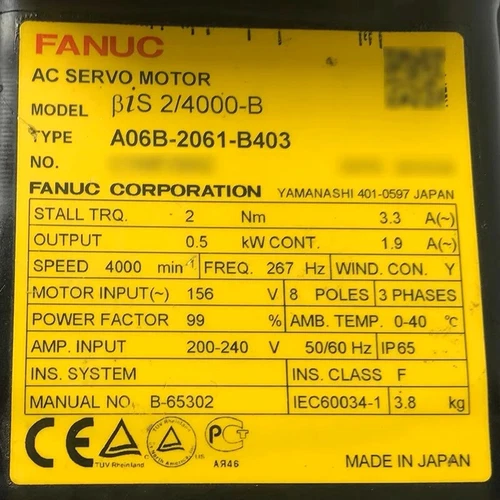 FANUC
AC SERVO MOTOR
MODEL βiS 2/4000-B
TYPE A06B-2061-B403
NO.
FANUC CORPORATION YAMANASHI 401-0597 JAPAN
STALL TRQ. 2 Nm 3.3 A(~)
OUTPUT 0.5 kW CONT. 1.9 A(~)
SPEED 4000 min⁻¹ FREQ. 267 Hz WIND. CON. Y
MOTOR INPUT(~) 156 V 8 POLES 3 PHASES
POWER FACTOR 99 % AMB. TEMP. 0-40 ℃
AMP. INPUT 200-240 V 50/60 Hz IP65
INS. SYSTEM INS. CLASS F
MANUAL NO. B-65302 IEC60034-1 3.8 kg
CE
TÜV Rheinland
US
АЯ46
MADE IN JAPAN